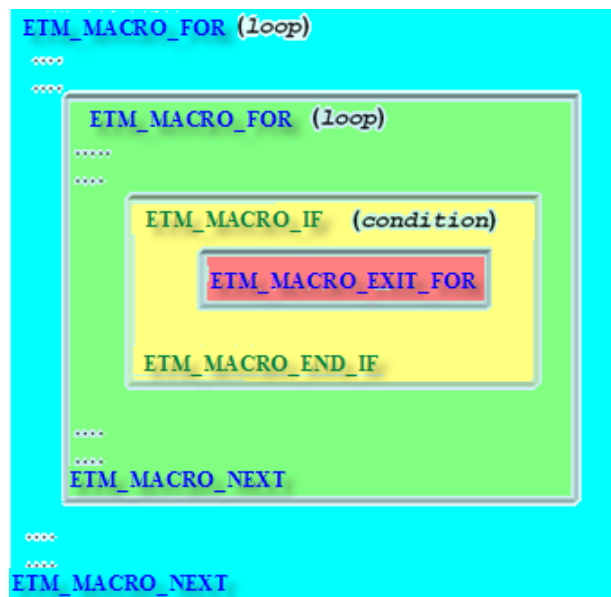 ETM_MACRO_FOR (loop)
....
....
ETM_MACRO_FOR (loop)
.....
....
ETM_MACRO_IF (condition)
ETM_MACRO_EXIT_FOR
ETM_MACRO_END_IF
....
....
ETM_MACRO_NEXT
....
....
ETM_MACRO_NEXT